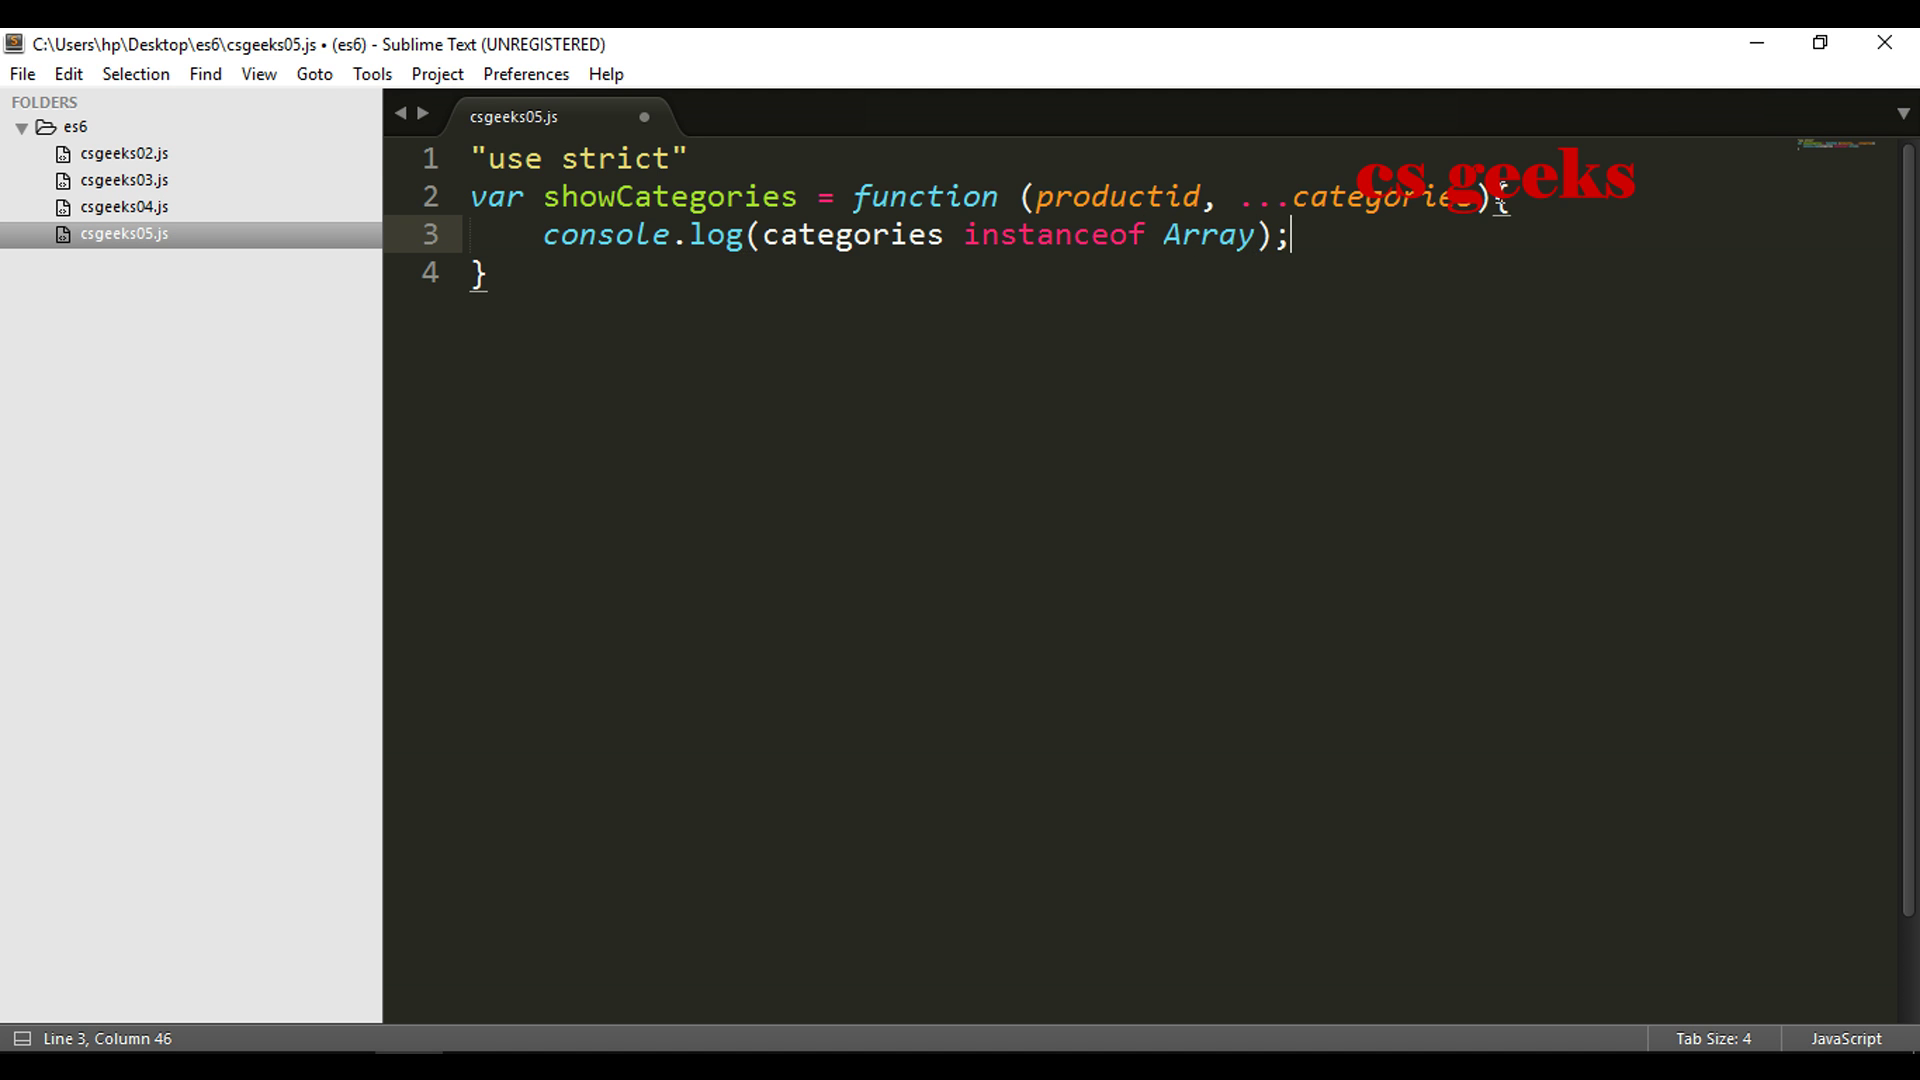 C:\Users\hp\Desktop\es6\csgeeks05.js • (es6) - Sublime Text (UNREGISTERED)
File Edit Selection Find View Goto Tools Project Preferences Help
FOLDERS
es6
csgeeks02.js
csgeeks03.js
csgeeks04.js
csgeeks05.js
csgeeks05.js
cs geeks
1 "use strict"
2 var showCategories = function (productid, ...categories){
3 console.log(categories instanceof Array);
4 }
Line 3, Column 46
Tab Size: 4
JavaScript